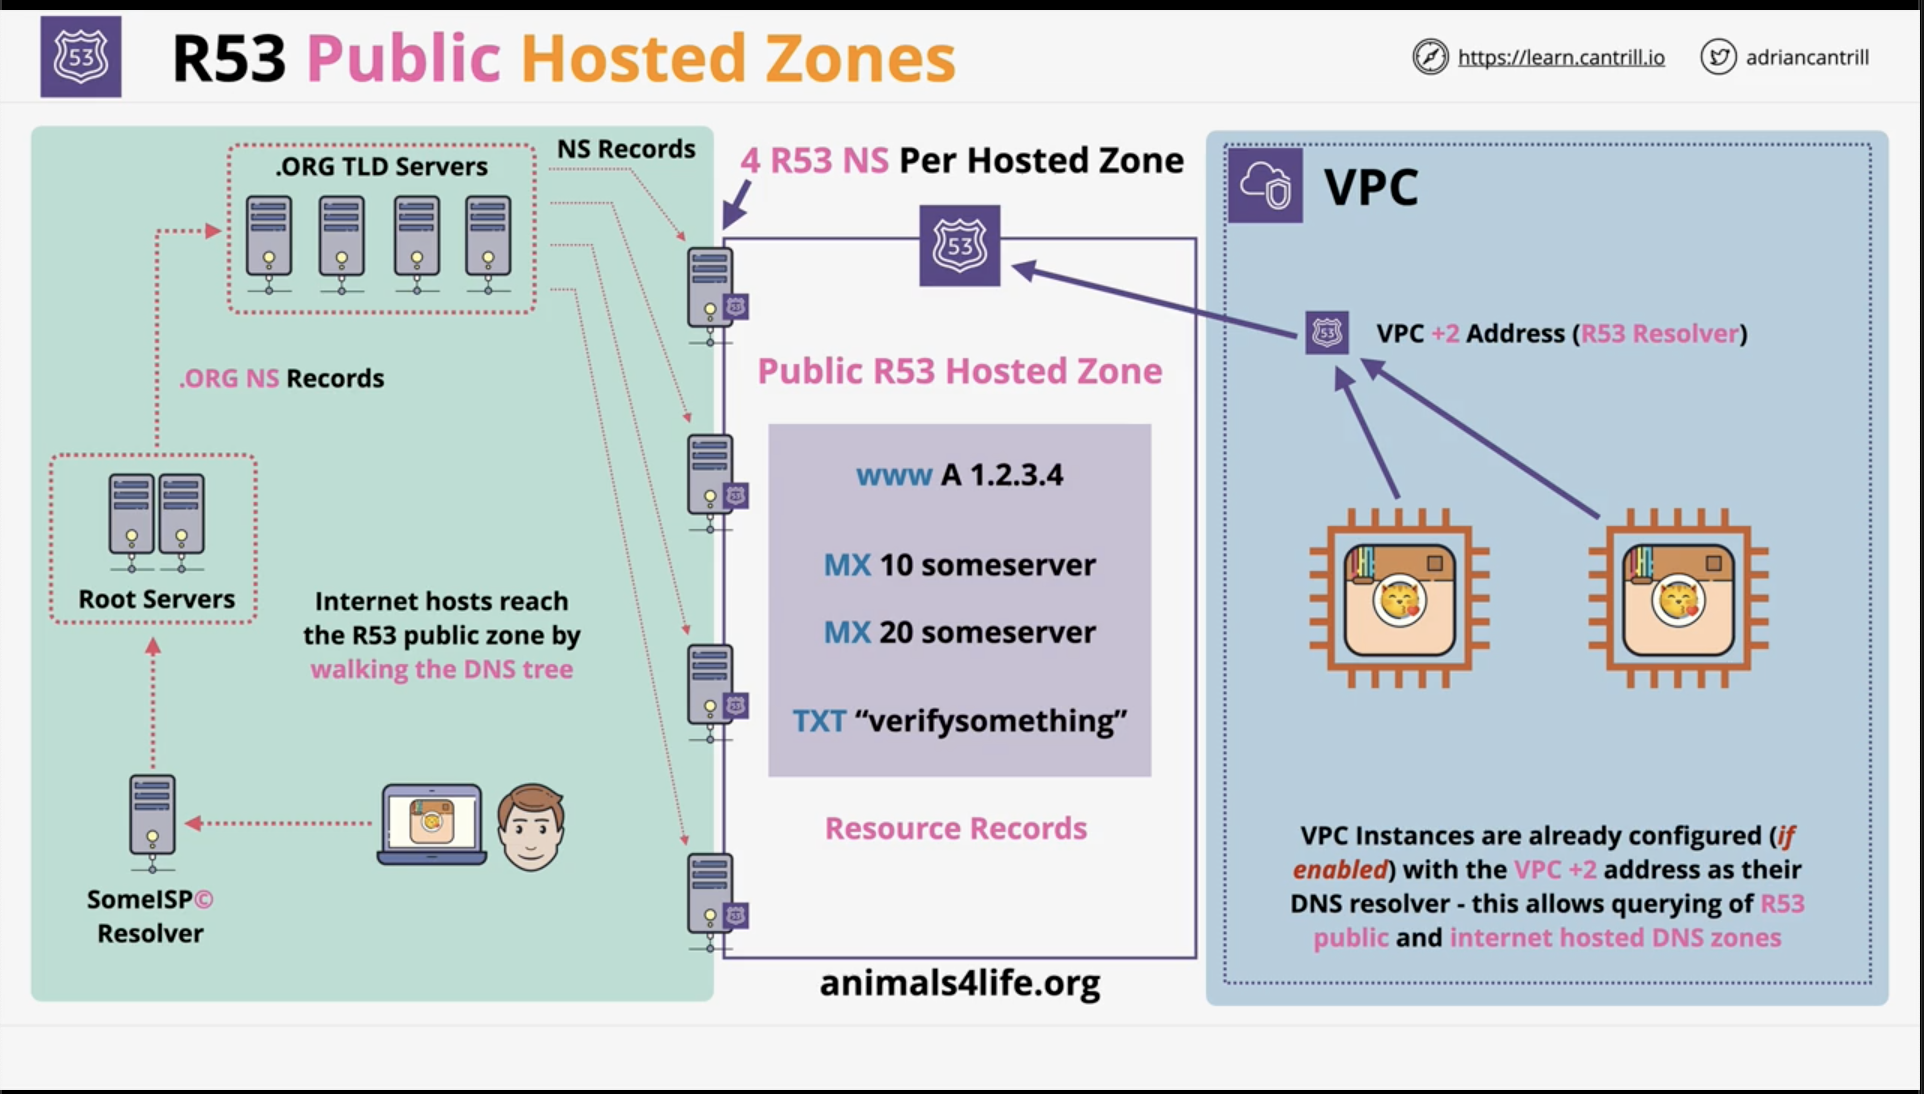 53
R53 Public Hosted Zones
https://learn.cantrill.io
adriancantrill
.ORG TLD Servers
NS Records
.ORG NS Records
Root Servers
Internet hosts reach
the R53 public zone by
walking the DNS tree
SomeISP©
Resolver
4 R53 NS Per Hosted Zone
53
53
53
53
53
Public R53 Hosted Zone
www A 1.2.3.4
MX 10 someserver
MX 20 someserver
TXT “verifysomething”
Resource Records
animals4life.org
VPC
53
VPC +2 Address (R53 Resolver)
VPC Instances are already configured (if
enabled) with the VPC +2 address as their
DNS resolver - this allows querying of R53
public and internet hosted DNS zones